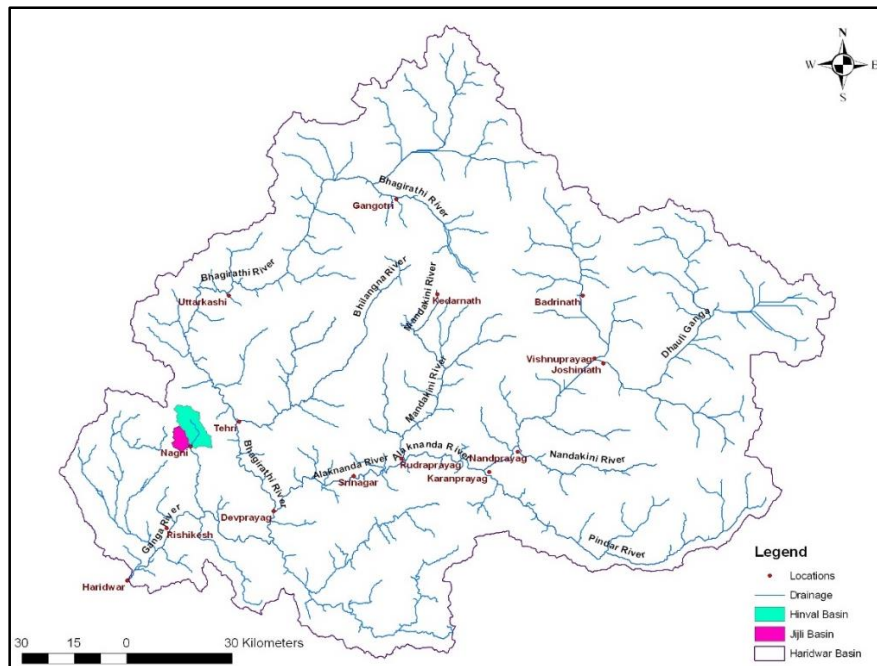 N
W E
S
Bhagirathi River
Gangotri
Bhagirathi River
Uttarkashi
Bhilangna River
Mandakini River
Kedarnath
Badrinath
Dhauli Ganga
Vishnuprayag
Joshimath
Mandakini River
Tehri
Nagni
Bhagirathi River
Alaknanda River
Alaknanda River
Rudraprayag
Srinagar
Nandprayag
Karanprayag
Nandakini River
Devprayag
Pindar River
Ganga River
Rishikesh
Haridwar
Legend
Locations
Drainage
Hinval Basin
Jijli Basin
Haridwar Basin
30 15 0 30 Kilometers